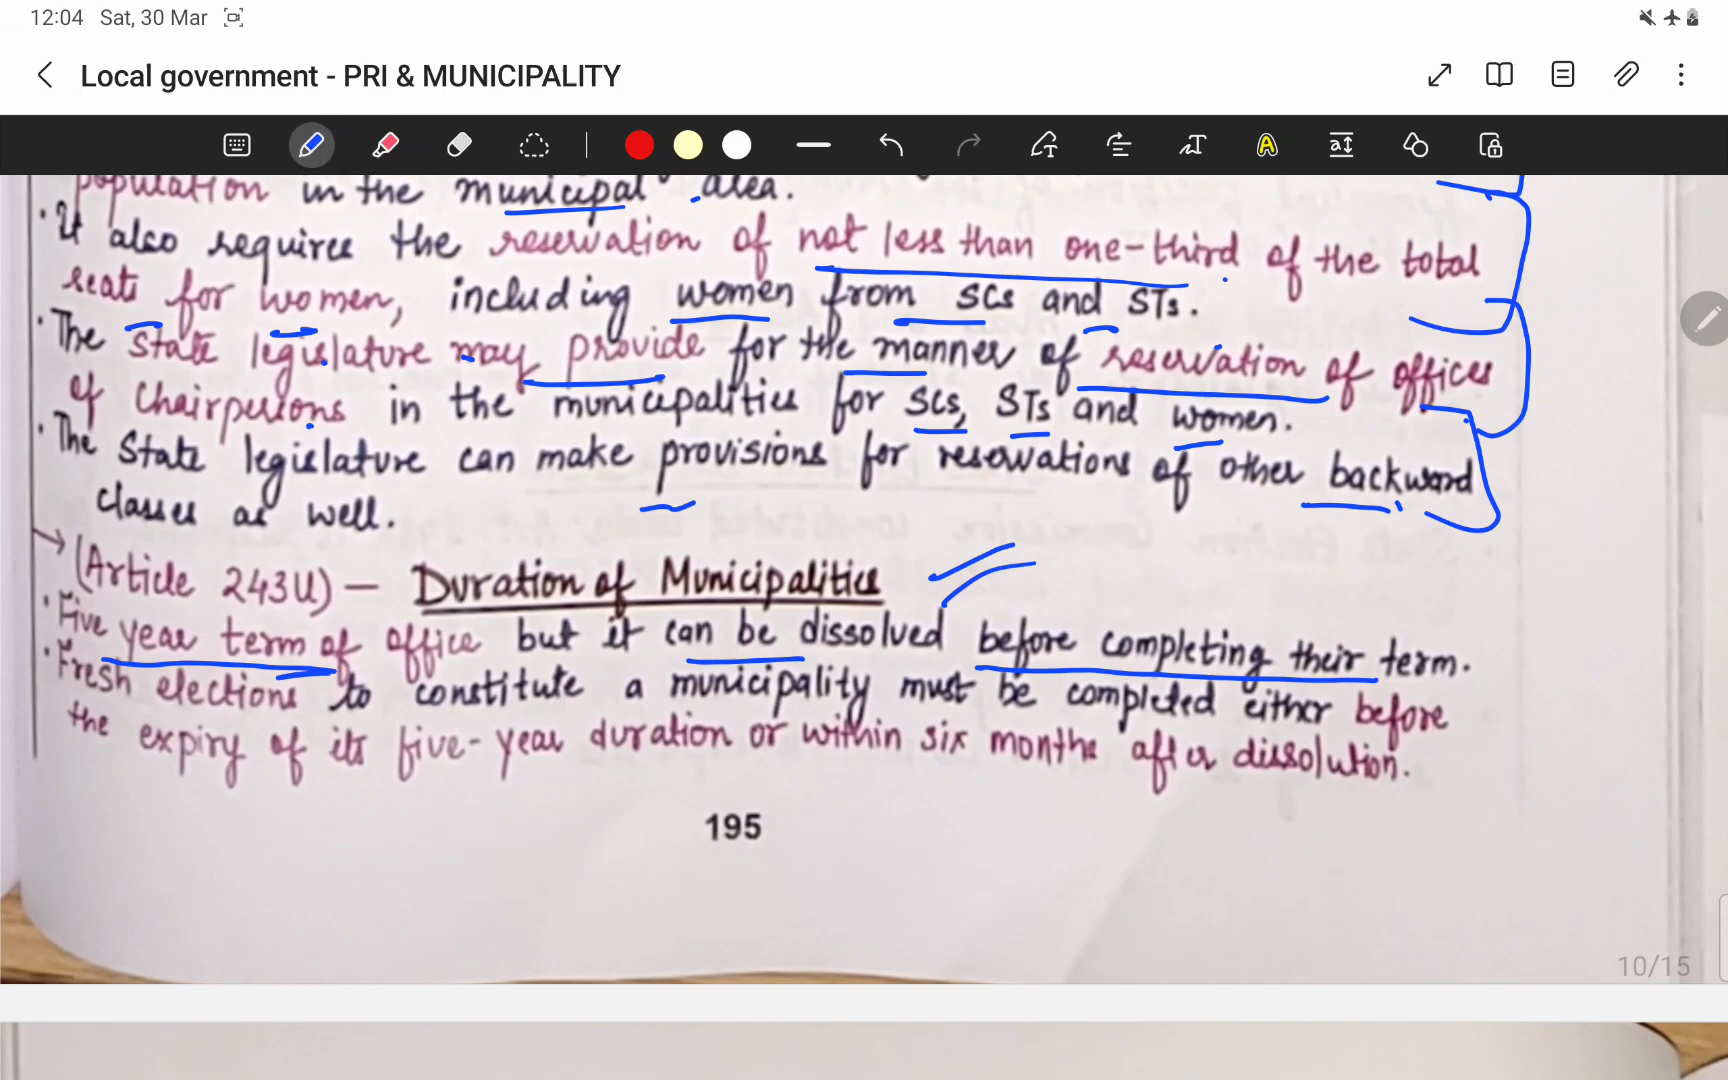 12:04 Sat, 30 Mar
Local government - PRI & MUNICIPALITY
population in the municipal area.
· It also requires the reservation of not less than one-third of the total
seats for women, including women from SCs and STs.
· The State legislature may provide for the manner of reservation of offices
of Chairpersons in the municipalities for SCs, STs and women.
· The State legislature can make provisions for reservations of other backward
classes as well.
→ (Article 243U) — Duration of Municipalities
· Five year term of office but it can be dissolved before completing their term.
· Fresh elections to constitute a municipality must be completed either before
the expiry of its five-year duration or within six months after dissolution.
195
10/15